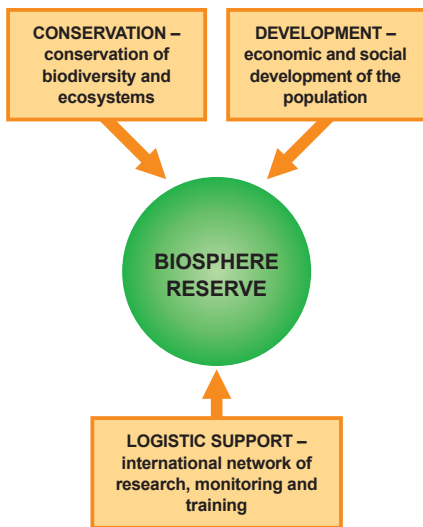 CONSERVATION –
conservation of
biodiversity and
ecosystems
DEVELOPMENT –
economic and social
development of the
population
BIOSPHERE
RESERVE
LOGISTIC SUPPORT –
international network of
research, monitoring and
training